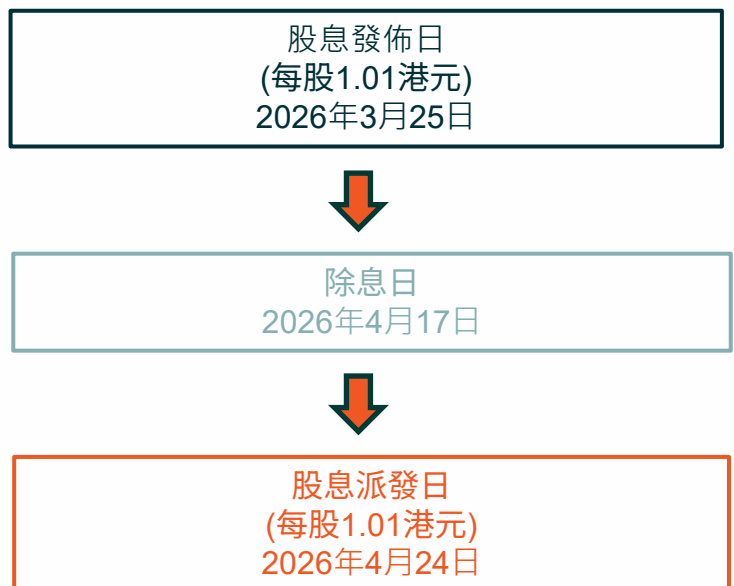 股息發佈日
(每股1.01港元)
2026年3月25日
除息日
2026年4月17日
股息派發日
(每股1.01港元)
2026年4月24日